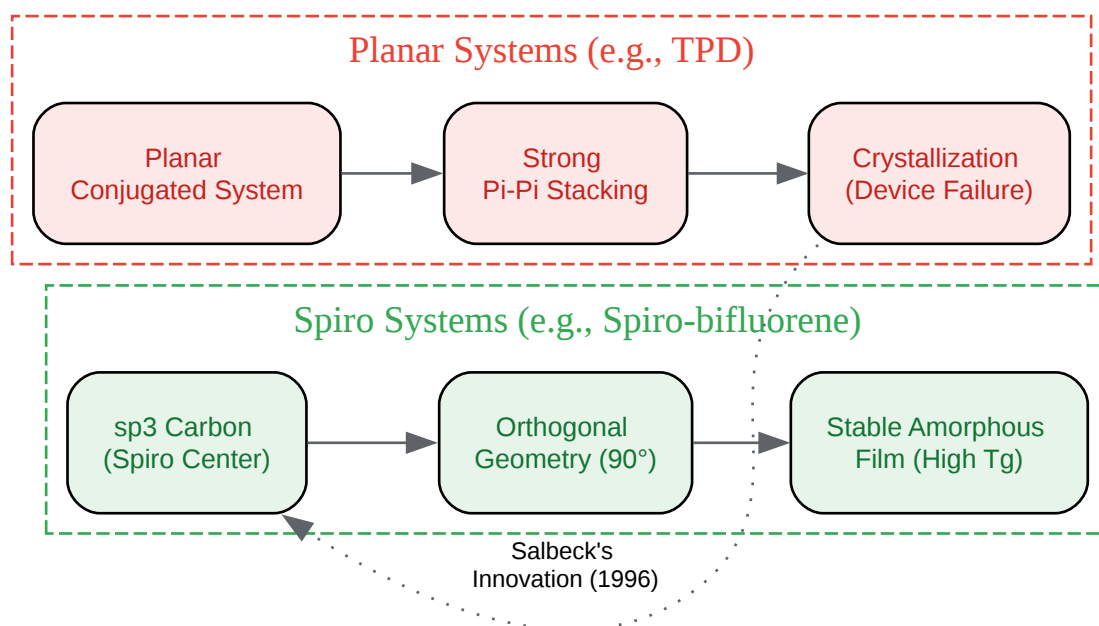 Planar Systems (e.g., TPD)
Planar
Conjugated System
Strong
Pi-Pi Stacking
Crystallization
(Device Failure)
Spiro Systems (e.g., Spiro-bifluorene)
sp3 Carbon
(Spiro Center)
Orthogonal
Geometry (90°)
Stable Amorphous
Film (High Tg)
Salbeck's
Innovation (1996)